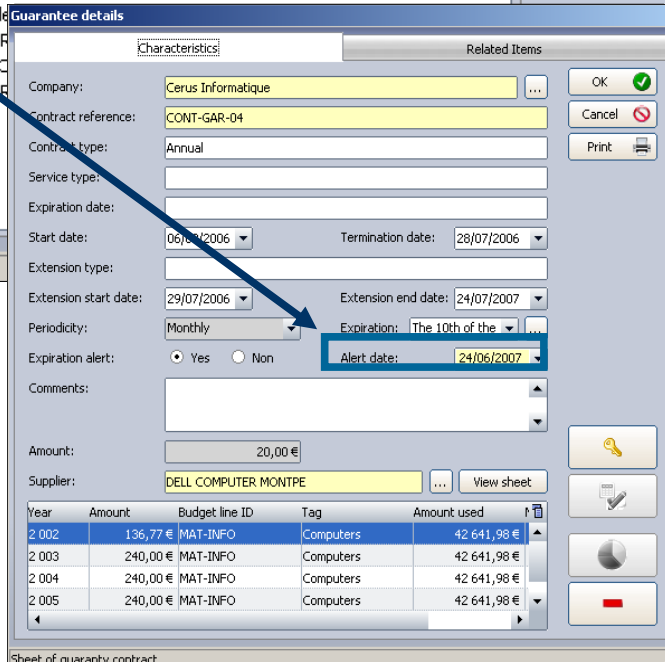 Guarantee details
Characteristics Related Items
Company: Cerus Informatique ... OK
Contract reference: CONT-GAR-04 Cancel
Contract type: Annual Print
Service type:
Expiration date:
Start date: 2006 Termination date: 28/07/2006
Extension type:
Extension start date: 29/07/2006 Extension end date: 24/07/2007
Periodicity: Monthly Expiration: The 10th of the ...
Expiration alert: Yes Non Alert date: 24/06/2007
Comments:
Amount: 20,00 €
Supplier: DELL COMPUTER MONTPE ... View sheet
Year Amount Budget line ID Tag Amount used
2 002 136,77 € MAT-INFO Computers 42 641,98 €
2 003 240,00 € MAT-INFO Computers 42 641,98 €
2 004 240,00 € MAT-INFO Computers 42 641,98 €
2 005 240,00 € MAT-INFO Computers 42 641,98 €
Sheet of guaranty contract